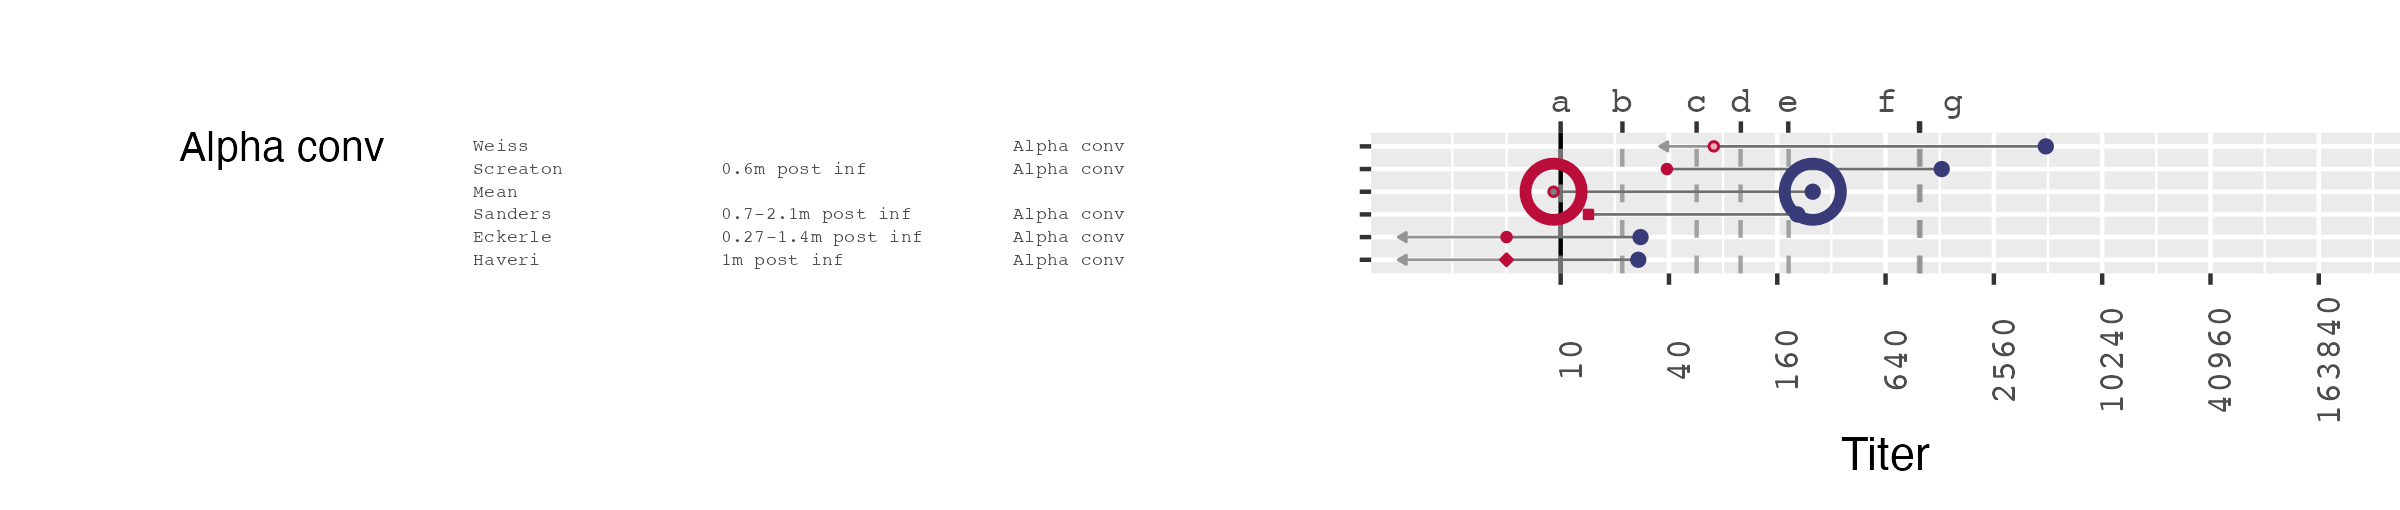 a b c d e f g
Alpha conv
Weiss Alpha conv
Screaton 0.6m post inf Alpha conv
Mean
Sanders 0.7-2.1m post inf Alpha conv
Eckerle 0.27-1.4m post inf Alpha conv
Haveri 1m post inf Alpha conv
10 40 160 640 2560 10240 40960 163840
Titer